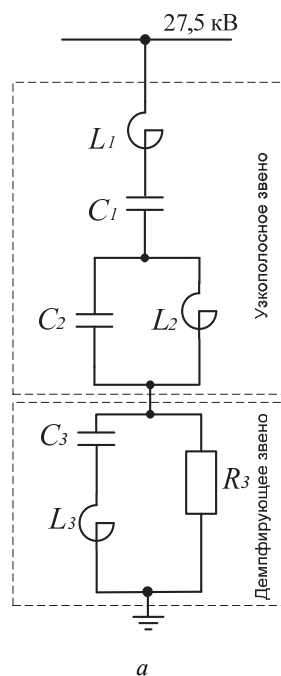 27,5 кВ
L1
C1
Узкополосное звено
C2
L2
C3
R3
L3
Демпфирующее звено
а